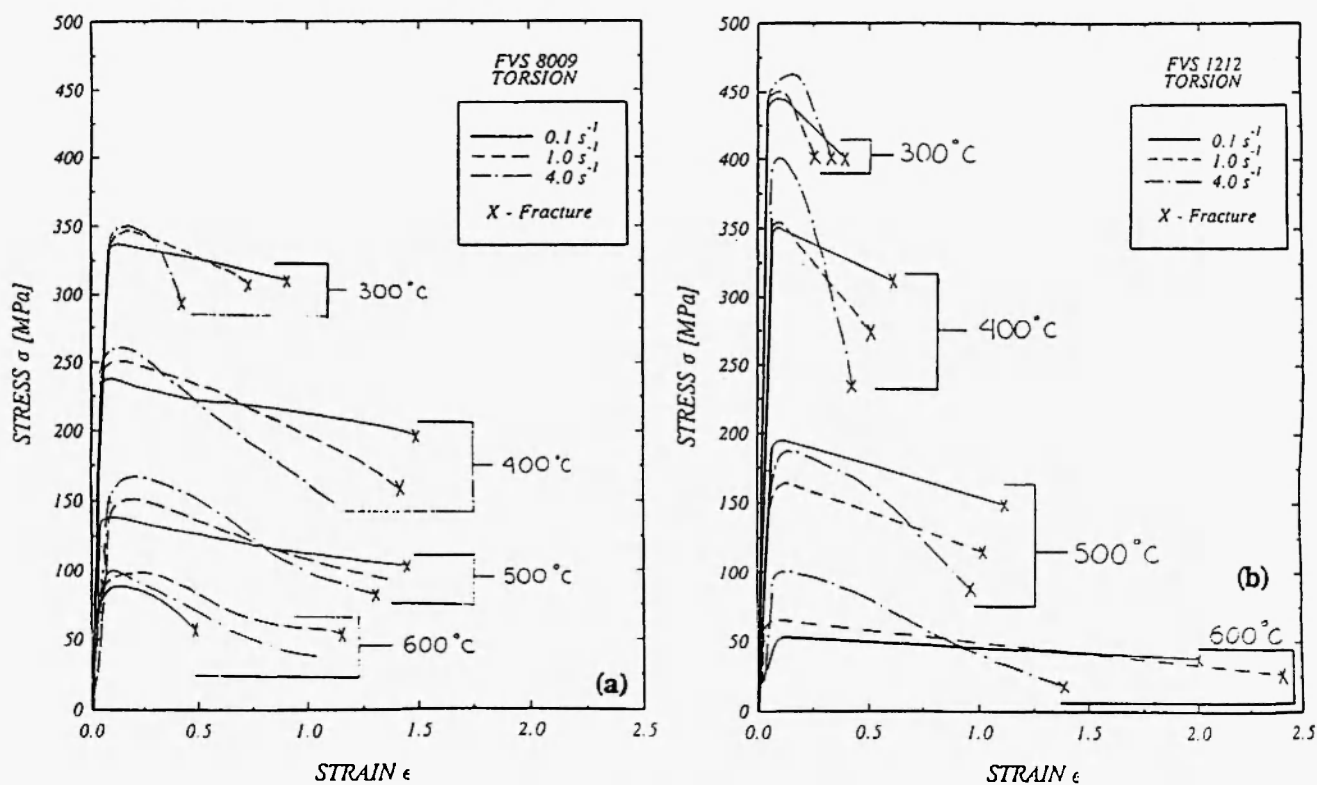 500
450
400
350
300
250
200
150
100
50
0
STRESS σ [MPa]
FVS 8009
TORSION
0.1 s⁻¹
1.0 s⁻¹
4.0 s⁻¹
X - Fracture
300°C
400°C
500°C
600°C
(a)
0.0 0.5 1.0 1.5 2.0 2.5
STRAIN ε
500
450
400
350
300
250
200
150
100
50
0
STRESS σ [MPa]
FVS 1212
TORSION
0.1 s⁻¹
1.0 s⁻¹
4.0 s⁻¹
X - Fracture
300°C
400°C
500°C
(b)
600°C
0.0 0.5 1.0 1.5 2.0 2.5
STRAIN ε